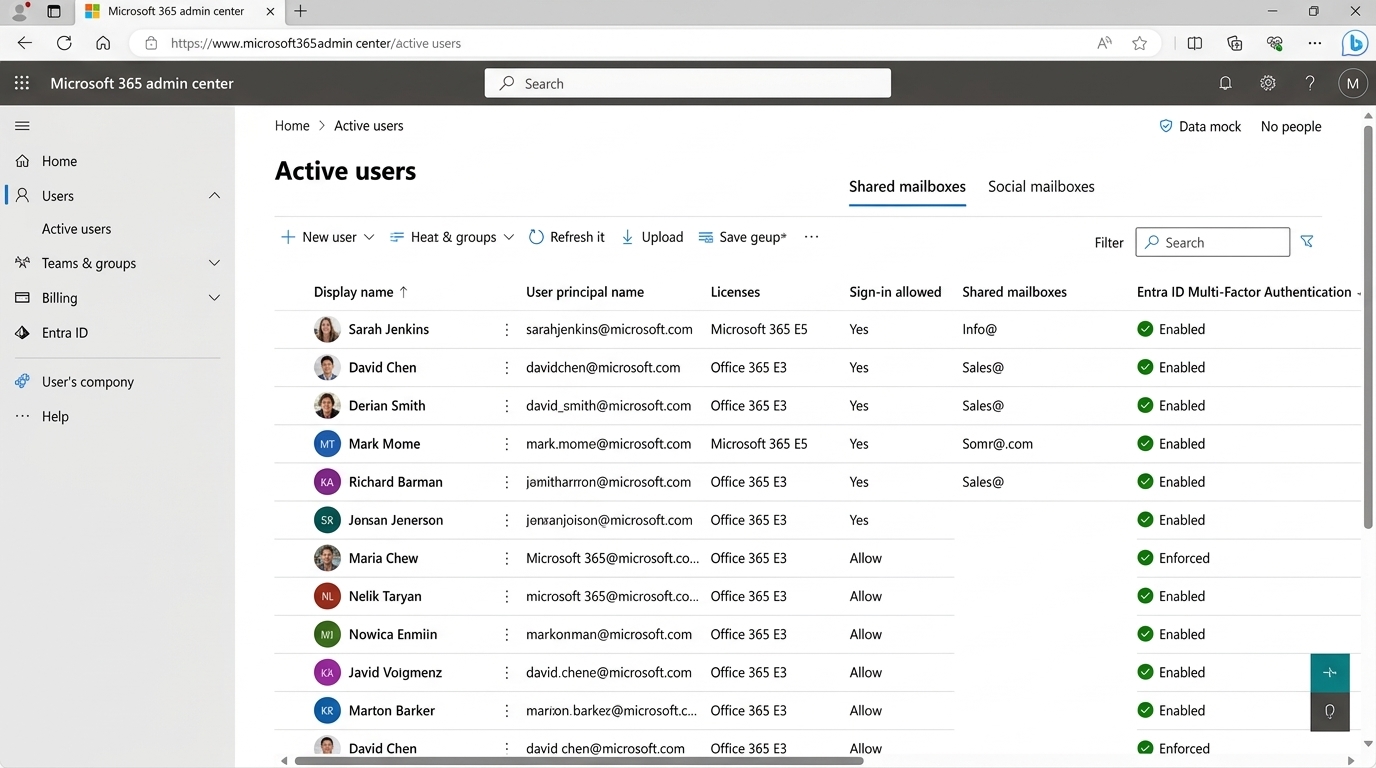 Microsoft 365 admin center
https://www.microsoft365admin center/active users
Microsoft 365 admin center
Search
M
Home
Users
Active users
Teams & groups
Billing
Entra ID
User's company
Help
Home > Active users
Data mock No people
Active users
Shared mailboxes Social mailboxes
New user Heat & groups Refresh it Upload Save geup* ...
Filter Search
Display name ↑ User principal name Licenses Sign-in allowed Shared mailboxes Entra ID Multi-Factor Authentication
Sarah Jenkins sarahjenkins@microsoft.com Microsoft 365 E5 Yes Info@ Enabled
David Chen davidchen@microsoft.com Office 365 E3 Yes Sales@ Enabled
Derian Smith david_smith@microsoft.com Office 365 E3 Yes Sales@ Enabled
MT Mark Mome mark.mome@microsoft.com Microsoft 365 E5 Yes Somr@.com Enabled
KA Richard Barman Office 365 E3 Yes Sales@ Enabled
SR Jonsan Jenerson Office 365 E3 Yes Enabled
Maria Chew Microsoft 365@microsoft.co... Office 365 E3 Allow Enforced
NL Nelik Taryan microsoft 365@microsoft.co... Office 365 E3 Allow Enabled
Nowica Enmiin markonman@microsoft.com Office 365 E3 Allow Enabled
Javid Voigmenz david.chene@microsoft.com Office 365 E3 Allow Enabled
KR Marton Barker Office 365 E3 Allow Enabled
David Chen david chen@microsoft.com Office 365 E3 Allow Enforced